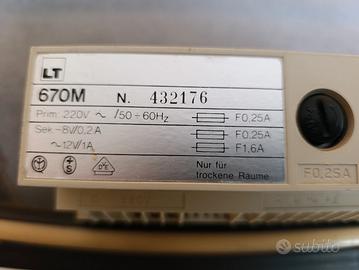 LT
670M N. 432176
Prim. 220V ~ /50÷60Hz F0,25A
Sek -8V/0,2A F0,25A
~12V/1A F1,6A
Nur für
trockene Räume
F0,25A
subito